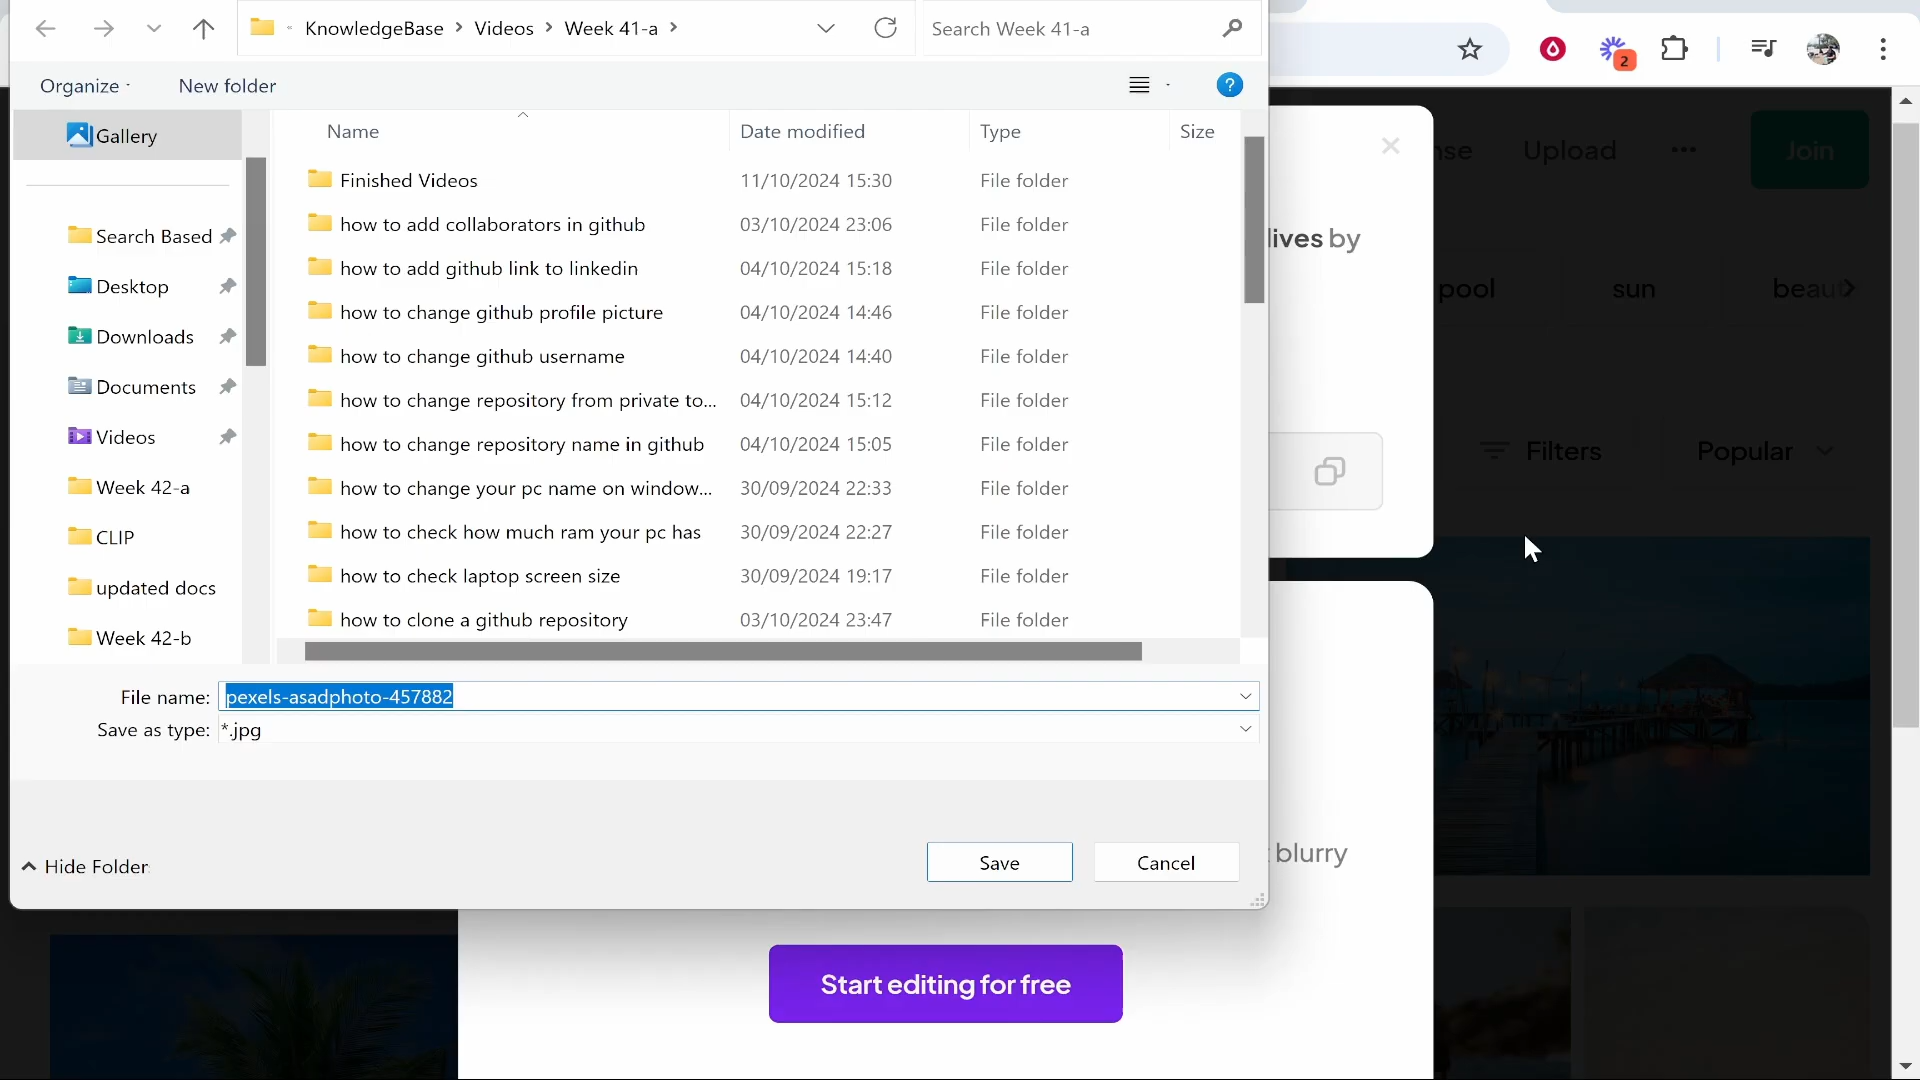 KnowledgeBase > Videos > Week 41-a >
Search Week 41-a
2
Organize
New folder
?
Gallery
Search Based
Desktop
Downloads
Documents
Videos
Week 42-a
CLIP
updated docs
Week 42-b
Name
Date modified
Type
Size
Finished Videos 11/10/2024 15:30 File folder
how to add collaborators in github 03/10/2024 23:06 File folder
how to add github link to linkedin 04/10/2024 15:18 File folder
how to change github profile picture 04/10/2024 14:46 File folder
how to change github username 04/10/2024 14:40 File folder
how to change repository from private to... 04/10/2024 15:12 File folder
how to change repository name in github 04/10/2024 15:05 File folder
how to change your pc name on window... 30/09/2024 22:33 File folder
how to check how much ram your pc has 30/09/2024 22:27 File folder
how to check laptop screen size 30/09/2024 19:17 File folder
how to clone a github repository 03/10/2024 23:47 File folder
File name: pexels-asadphoto-457882
Save as type: *.jpg
Hide Folder
Save
Cancel
nse
Upload
...
Join
lives by
pool
sun
beaut
Filters
Popular
blurry
Start editing for free